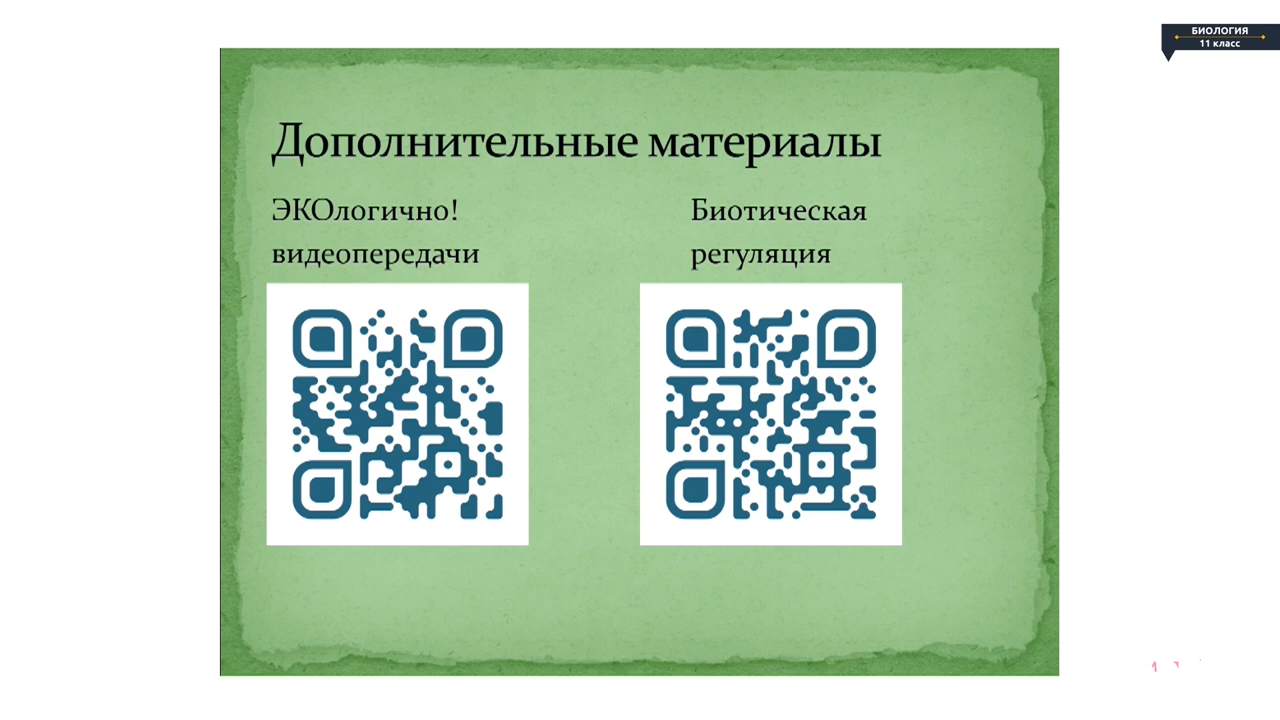 БИОЛОГИЯ
11 класс
Дополнительные материалы
ЭКОлогично!
видеопередачи
Биотическая
регуляция